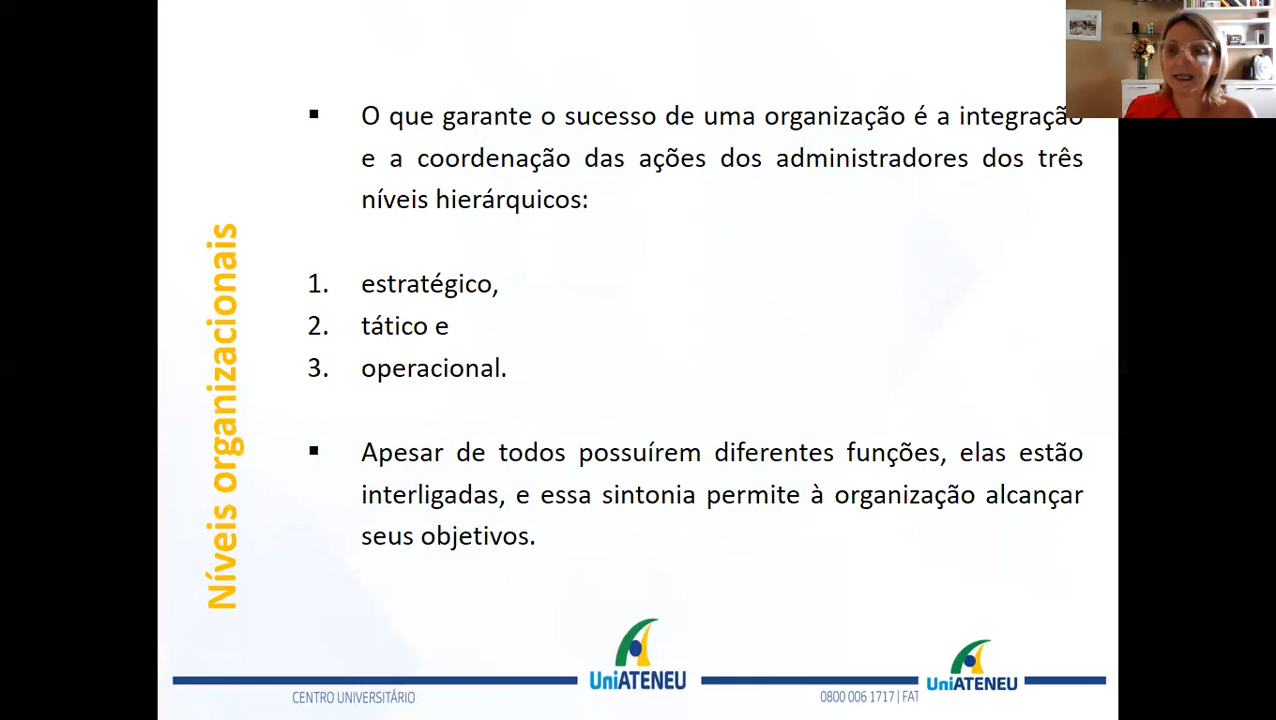 O que garante o sucesso de uma organização é a integração
e a coordenação das ações dos administradores dos três
níveis hierárquicos:
1. estratégico,
2. tático e
3. operacional.
Apesar de todos possuírem diferentes funções, elas estão
interligadas, e essa sintonia permite à organização alcançar
seus objetivos.
Níveis organizacionais
UniATENEU
UniATENEU
CENTRO UNIVERSITÁRIO
0800 006 1717 | FAT